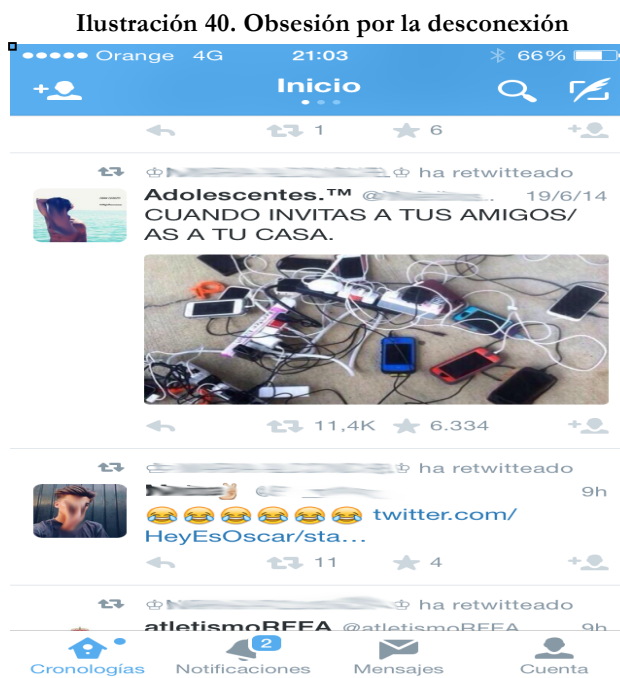 Ilustración 40. Obsesión por la desconexión
Orange 4G 21:03 66%
Inicio
1 6
ha retwitteado
Adolescentes.™ @ 19/6/14
CUANDO INVITAS A TUS AMIGOS/
AS A TU CASA.
11,4K 6.334
ha retwitteado
9h
😂😂😂😂😂😂 twitter.com/
HeyEsOscar/sta...
11 4
ha retwitteado
atletismoRFEA @atletismoRFEA 9h
2
Cronologías Notificaciones Mensajes Cuenta